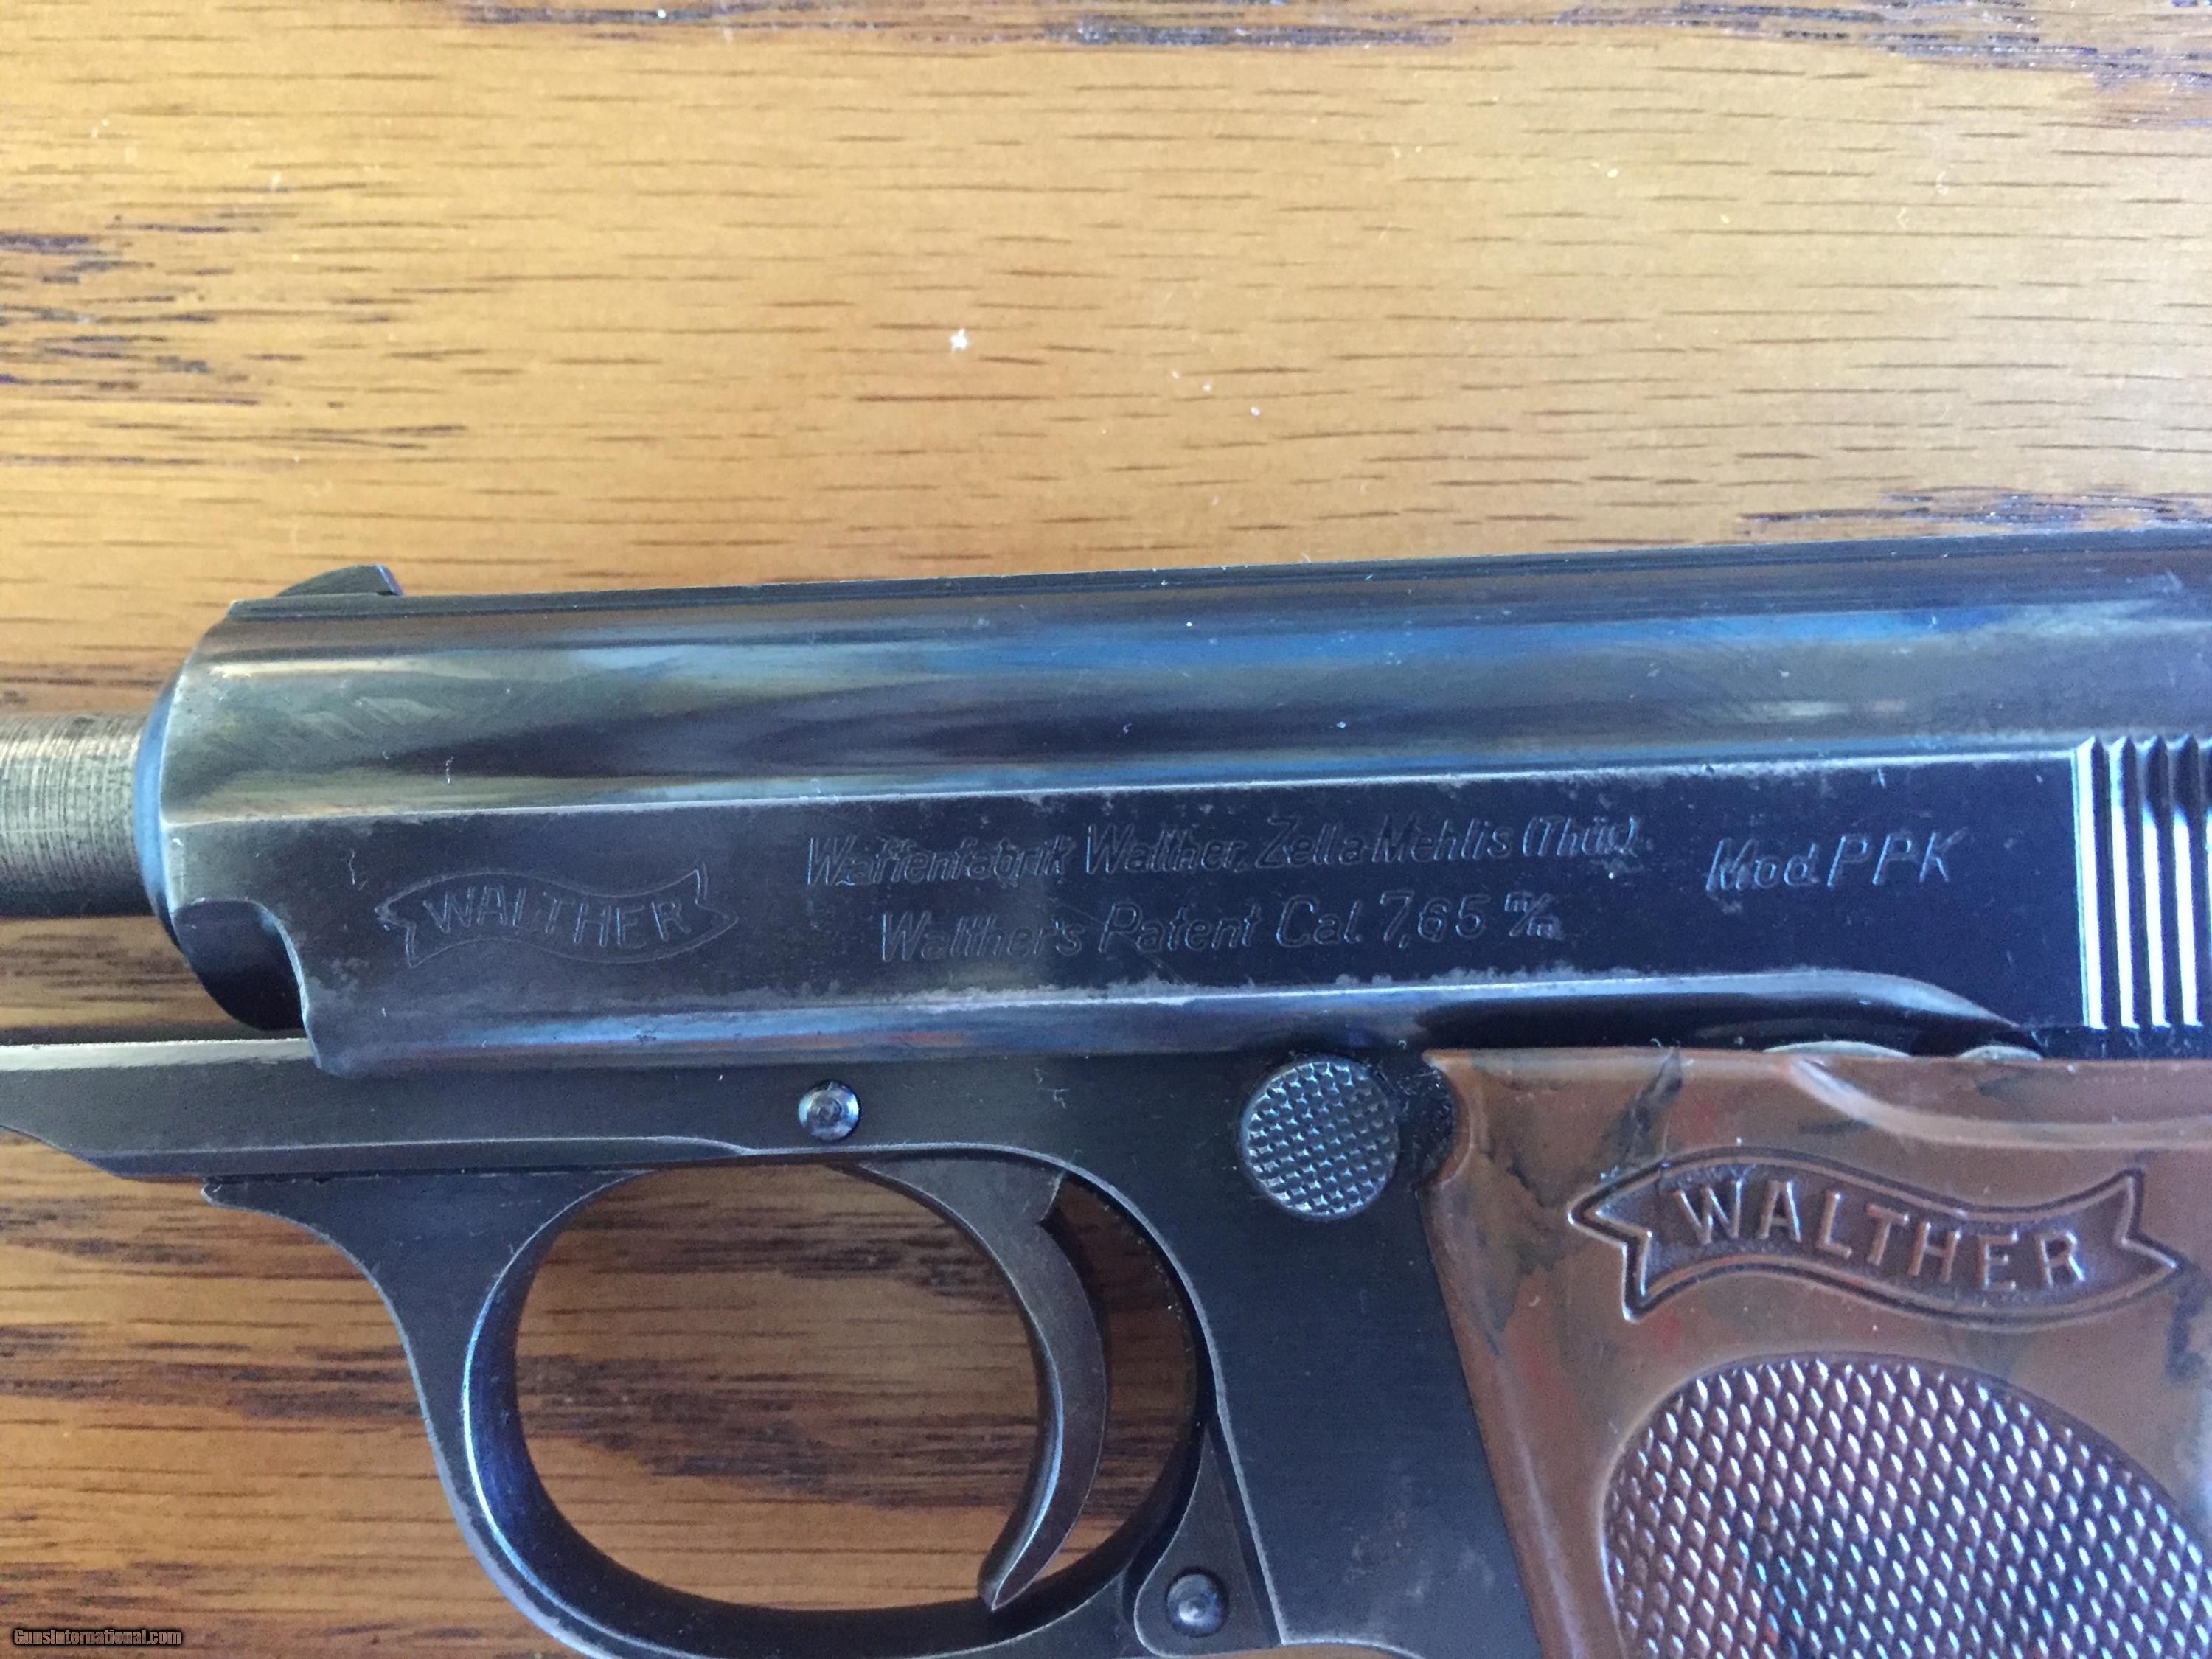 WALTHER
Waffenfabrik Walther, Zella-Mehlis (Thür).
Walther's Patent Cal. 7,65 m/m
Mod. PPK
WALTHER
GunsInternational.com